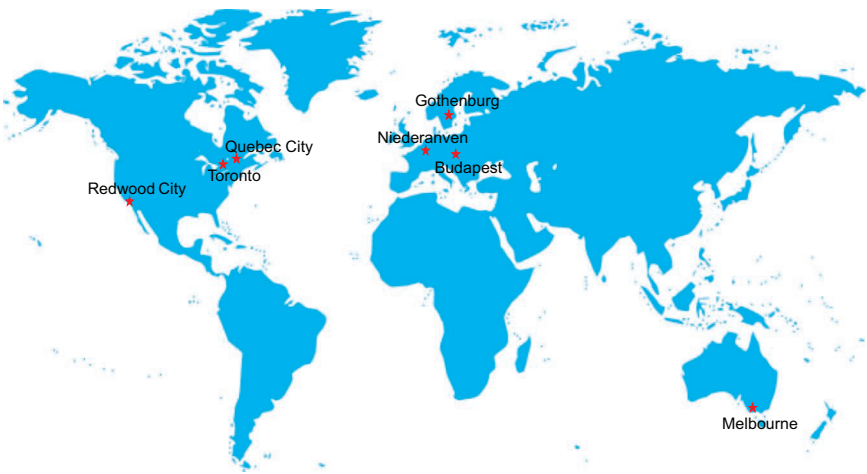 Gothenburg
Niederanven
Quebec City
Budapest
Toronto
Redwood City
Melbourne